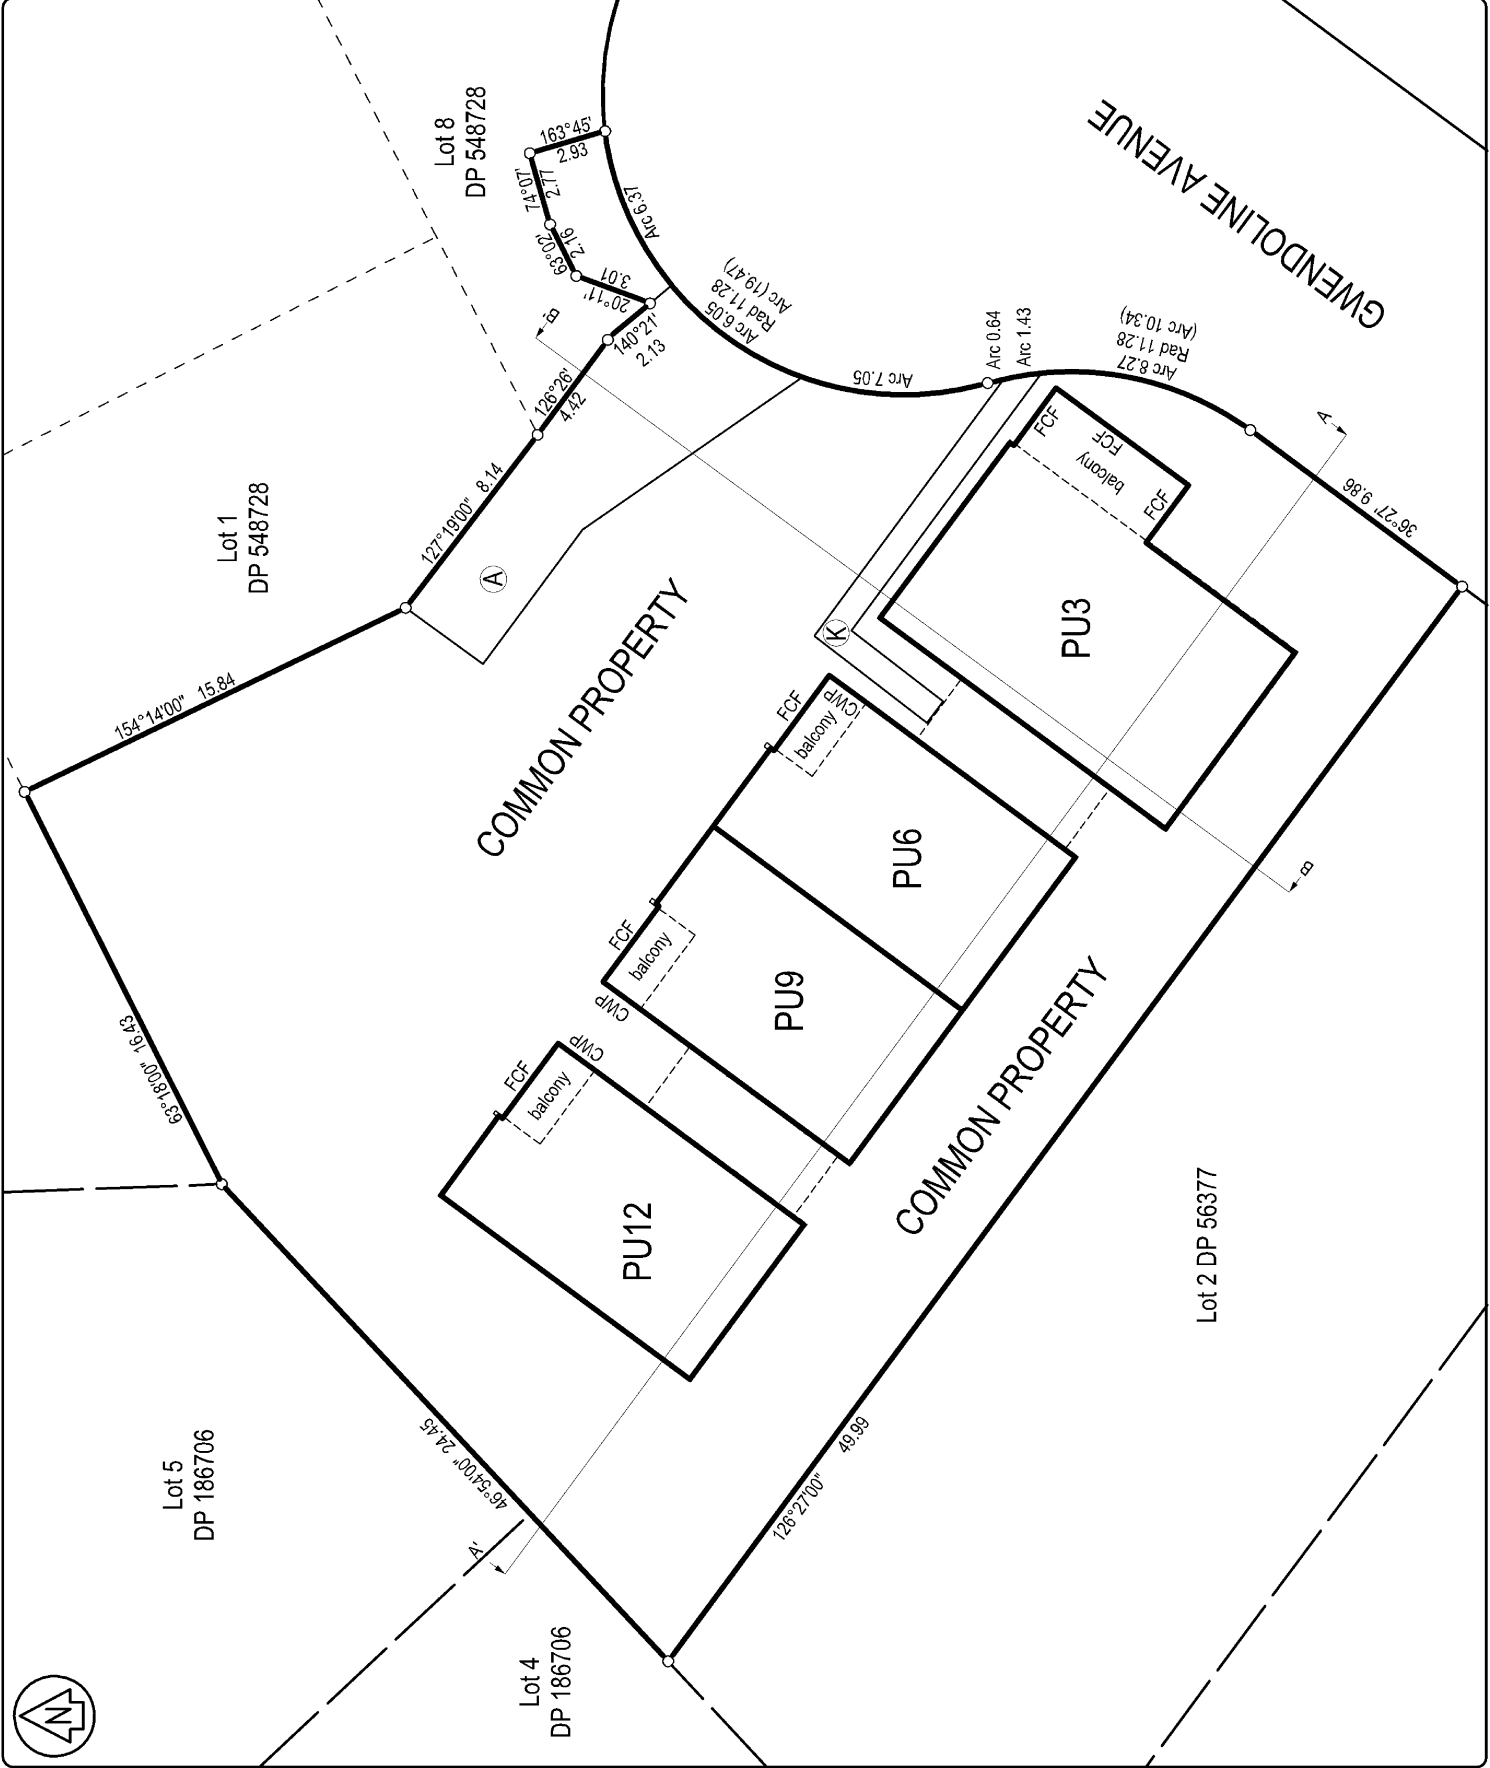 Lot 8
DP 548728
163°45'
2.93
74°07'
2.77
63°02'
2.16
20°11'
3.01
140°21'
2.13
126°26'
4.42
127°19'00" 8.14
154°14'00" 15.84
63°18'00" 16.43
46°54'00" 24.45
126°27'00" 49.99
36°27' 9.86
Arc 6.37
Arc 6.05
Rad 11.28
Arc (19.47)
Arc 7.05
Arc 0.64
Arc 1.43
Arc 8.27
Rad 11.28
(Arc 10.34)
GWENDOLINE AVENUE
Lot 1
DP 548728
A
B
COMMON PROPERTY
K
FCF
FCF
balcony
FCF
PU3
A
FCF
CWP
balcony
PU6
B
FCF
balcony
CWP
PU9
FCF
CWP
balcony
PU12
COMMON PROPERTY
Lot 2 DP 56377
Lot 5
DP 186706
A'
Lot 4
DP 186706
N